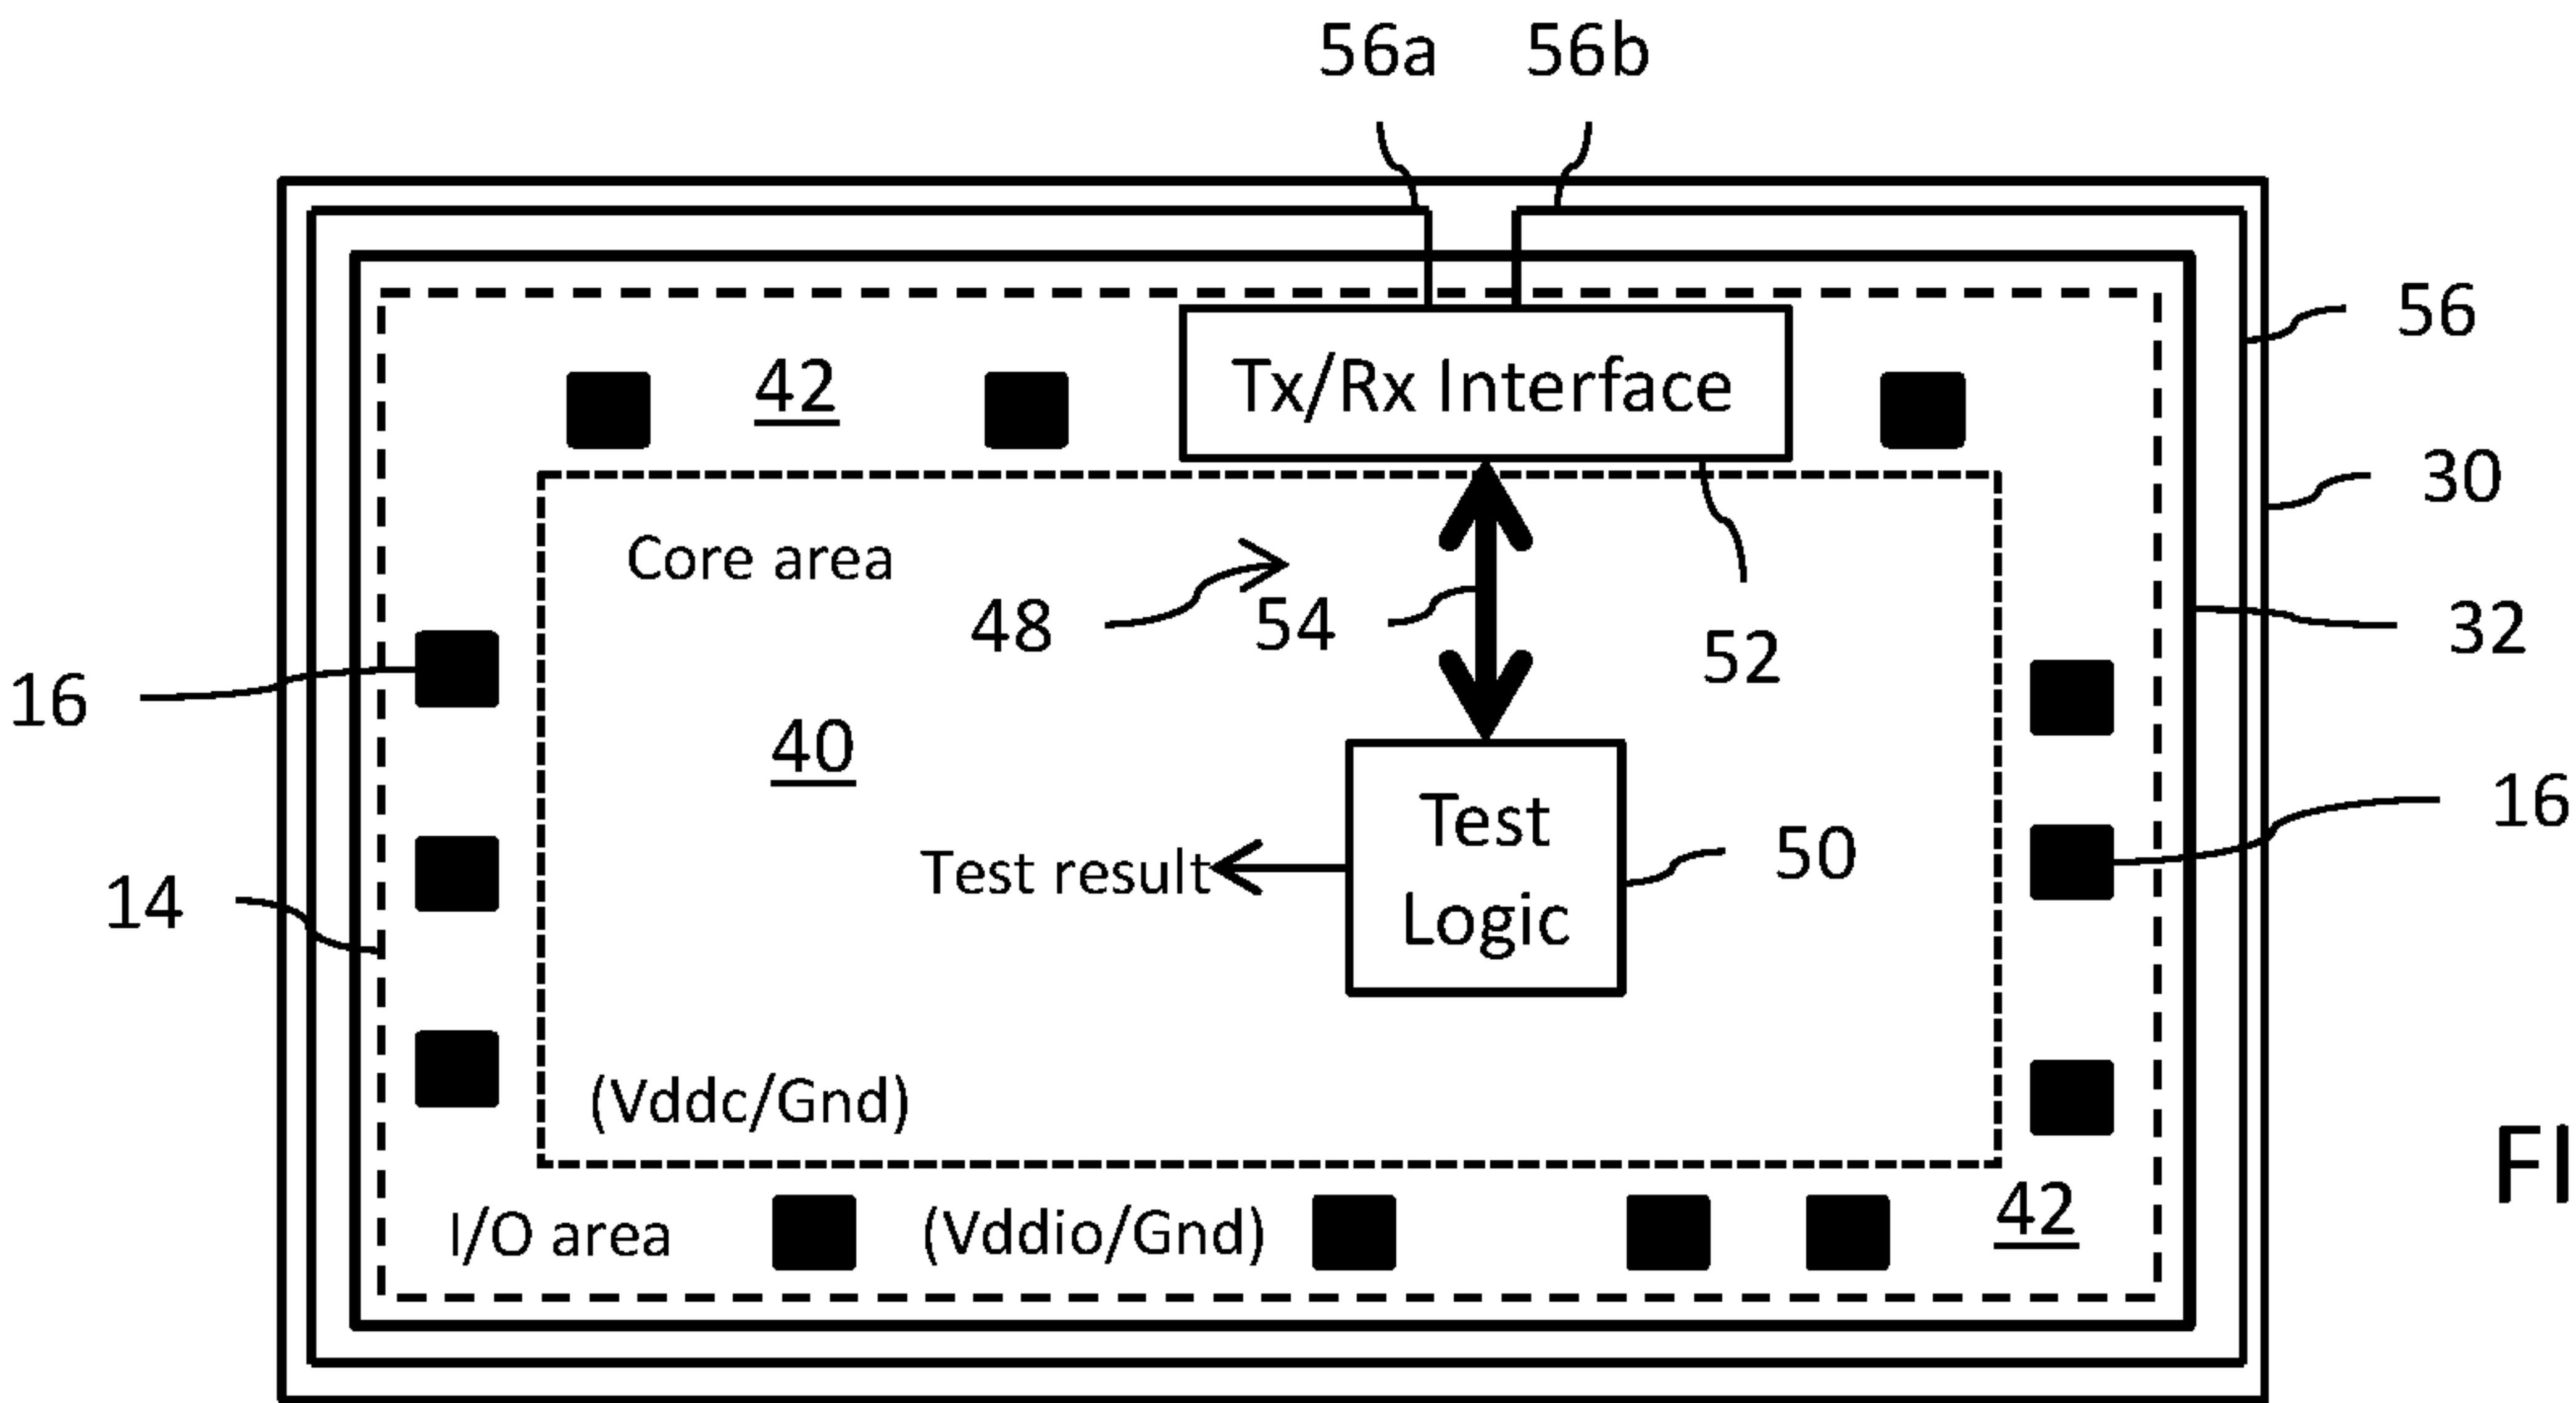 56a 56b
56
42
Tx/Rx Interface
30
Core area
48
54
52
32
16
40
Test
Logic
16
Test result
50
14
(Vddc/Gnd)
FI
42
I/O area
(Vddio/Gnd)